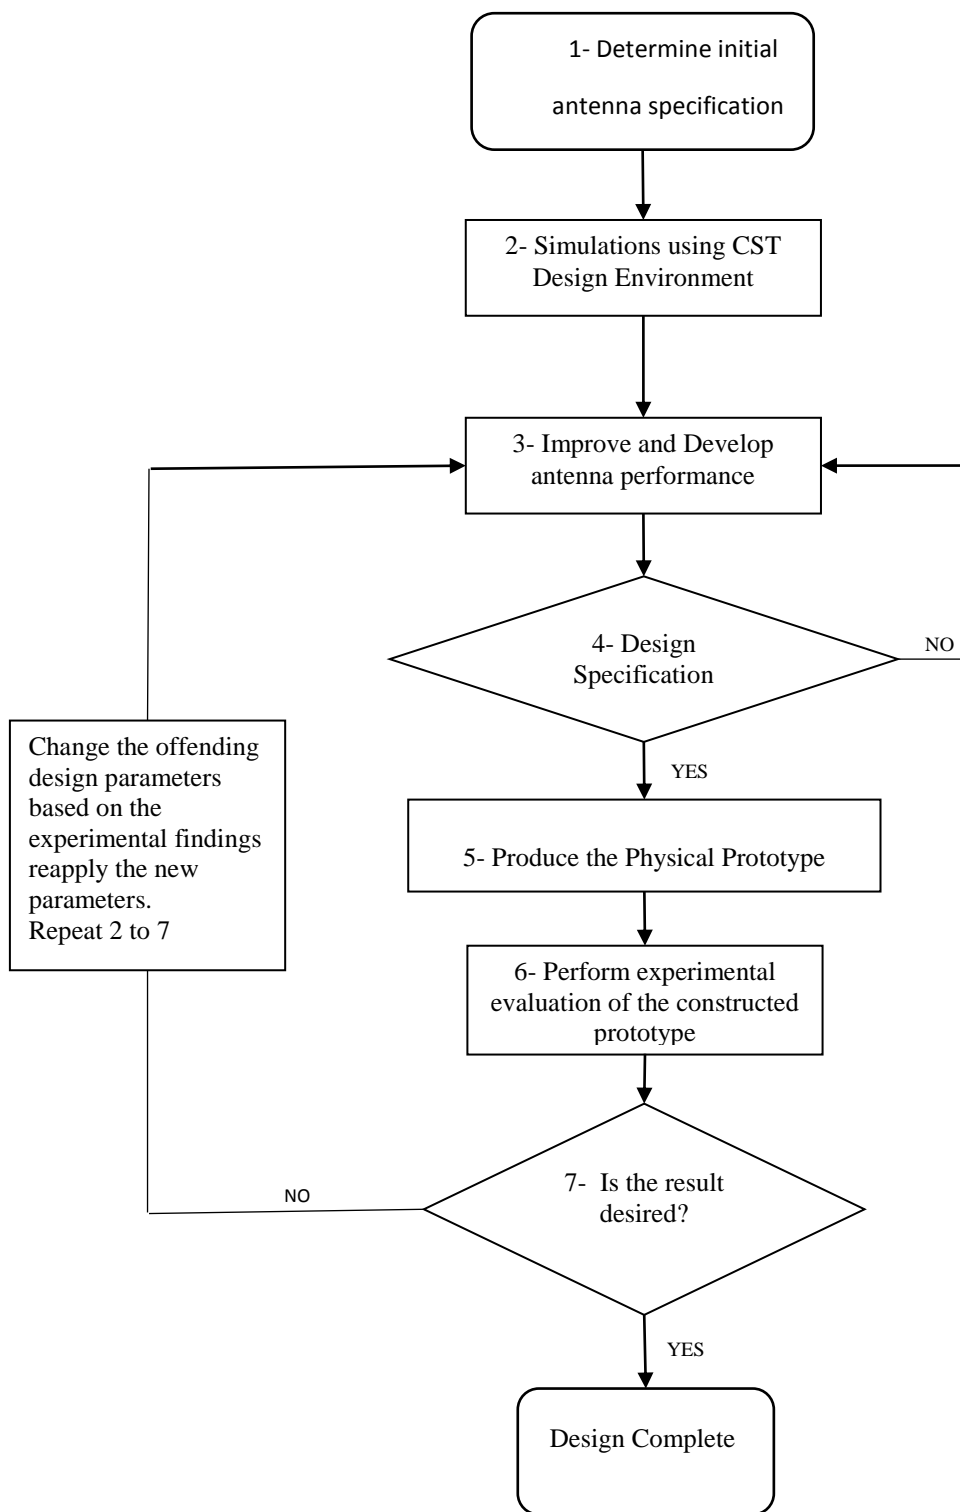 1- Determine initial
antenna specification
2- Simulations using CST
Design Environment
3- Improve and Develop
antenna performance
4- Design
Specification
NO
YES
Change the offending
design parameters
based on the
experimental findings
reapply the new
parameters.
Repeat 2 to 7
5- Produce the Physical Prototype
6- Perform experimental
evaluation of the constructed
prototype
7- Is the result
desired?
NO
YES
Design Complete